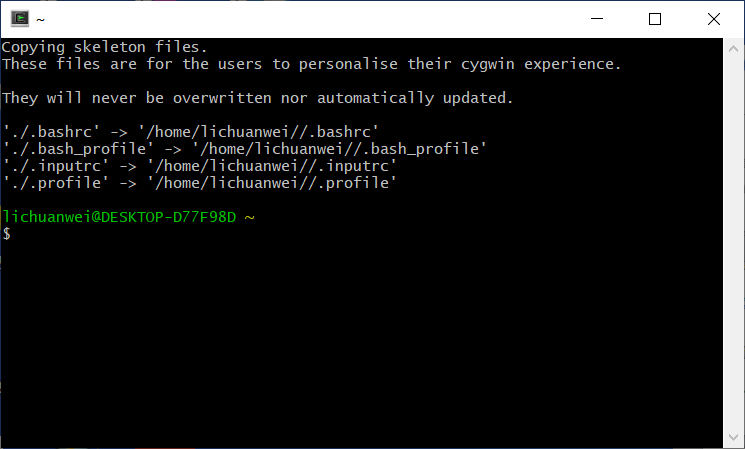 ~
Copying skeleton files.
These files are for the users to personalise their cygwin experience.
They will never be overwritten nor automatically updated.
'./.bashrc' -> '/home/lichuanwei//.bashrc'
'./.bash_profile' -> '/home/lichuanwei//.bash_profile'
'./.inputrc' -> '/home/lichuanwei//.inputrc'
'./.profile' -> '/home/lichuanwei//.profile'
lichuanwei@DESKTOP-D77F98D ~
$